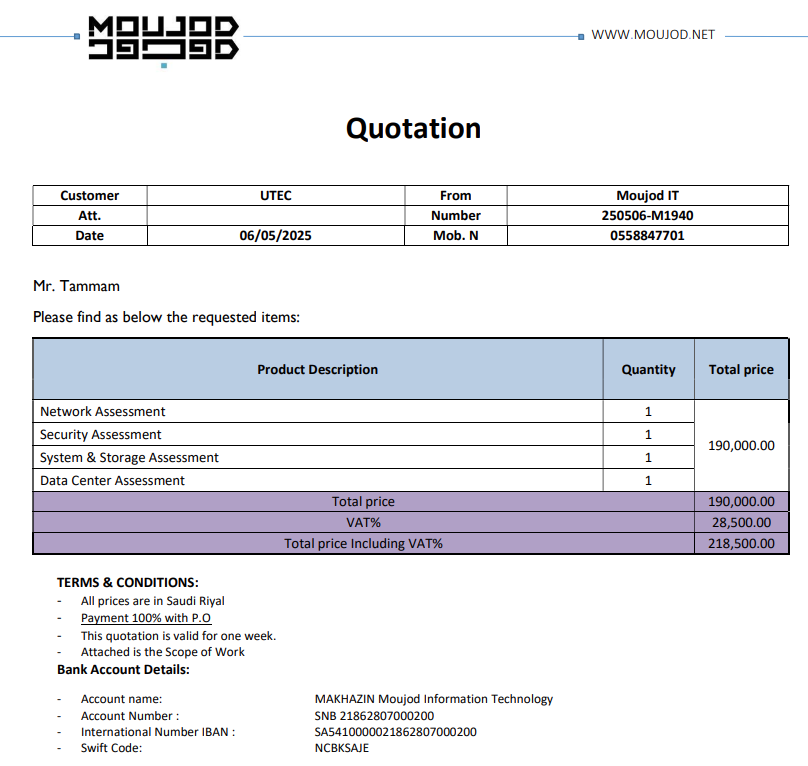 MOUJOD
موجود
WWW.MOUJOD.NET
Quotation
Customer UTEC From Moujod IT
Att. Number 250506-M1940
Date 06/05/2025 Mob. N 0558847701
Mr. Tammam
Please find as below the requested items:
Product Description Quantity Total price
Network Assessment 1
Security Assessment 1
System & Storage Assessment 1
Data Center Assessment 1
190,000.00
Total price 190,000.00
VAT% 28,500.00
Total price Including VAT% 218,500.00
TERMS & CONDITIONS:
- All prices are in Saudi Riyal
- Payment 100% with P.O
- This quotation is valid for one week.
- Attached is the Scope of Work
Bank Account Details:
- Account name: MAKHAZIN Moujod Information Technology
- Account Number : SNB 21862807000200
- International Number IBAN : SA5410000021862807000200
- Swift Code: NCBKSAJE